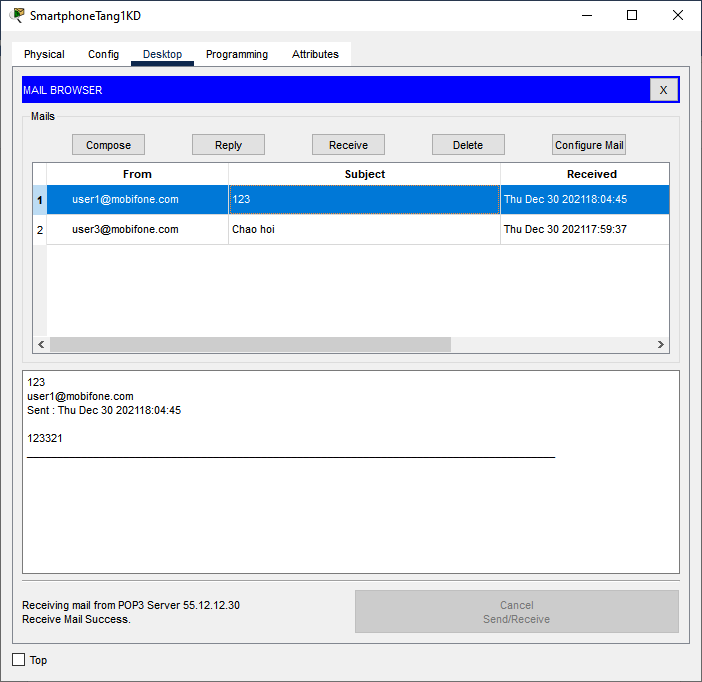 SmartphoneTang1KD
Physical Config Desktop Programming Attributes
MAIL BROWSER X
Mails
Compose Reply Receive Delete Configure Mail
From Subject Received
1 user1@mobifone.com 123 Thu Dec 30 202118:04:45
2 user3@mobifone.com Chao hoi Thu Dec 30 202117:59:37
123
user1@mobifone.com
Sent : Thu Dec 30 202118:04:45
123321
Receiving mail from POP3 Server 55.12.12.30
Receive Mail Success.
Cancel
Send/Receive
Top